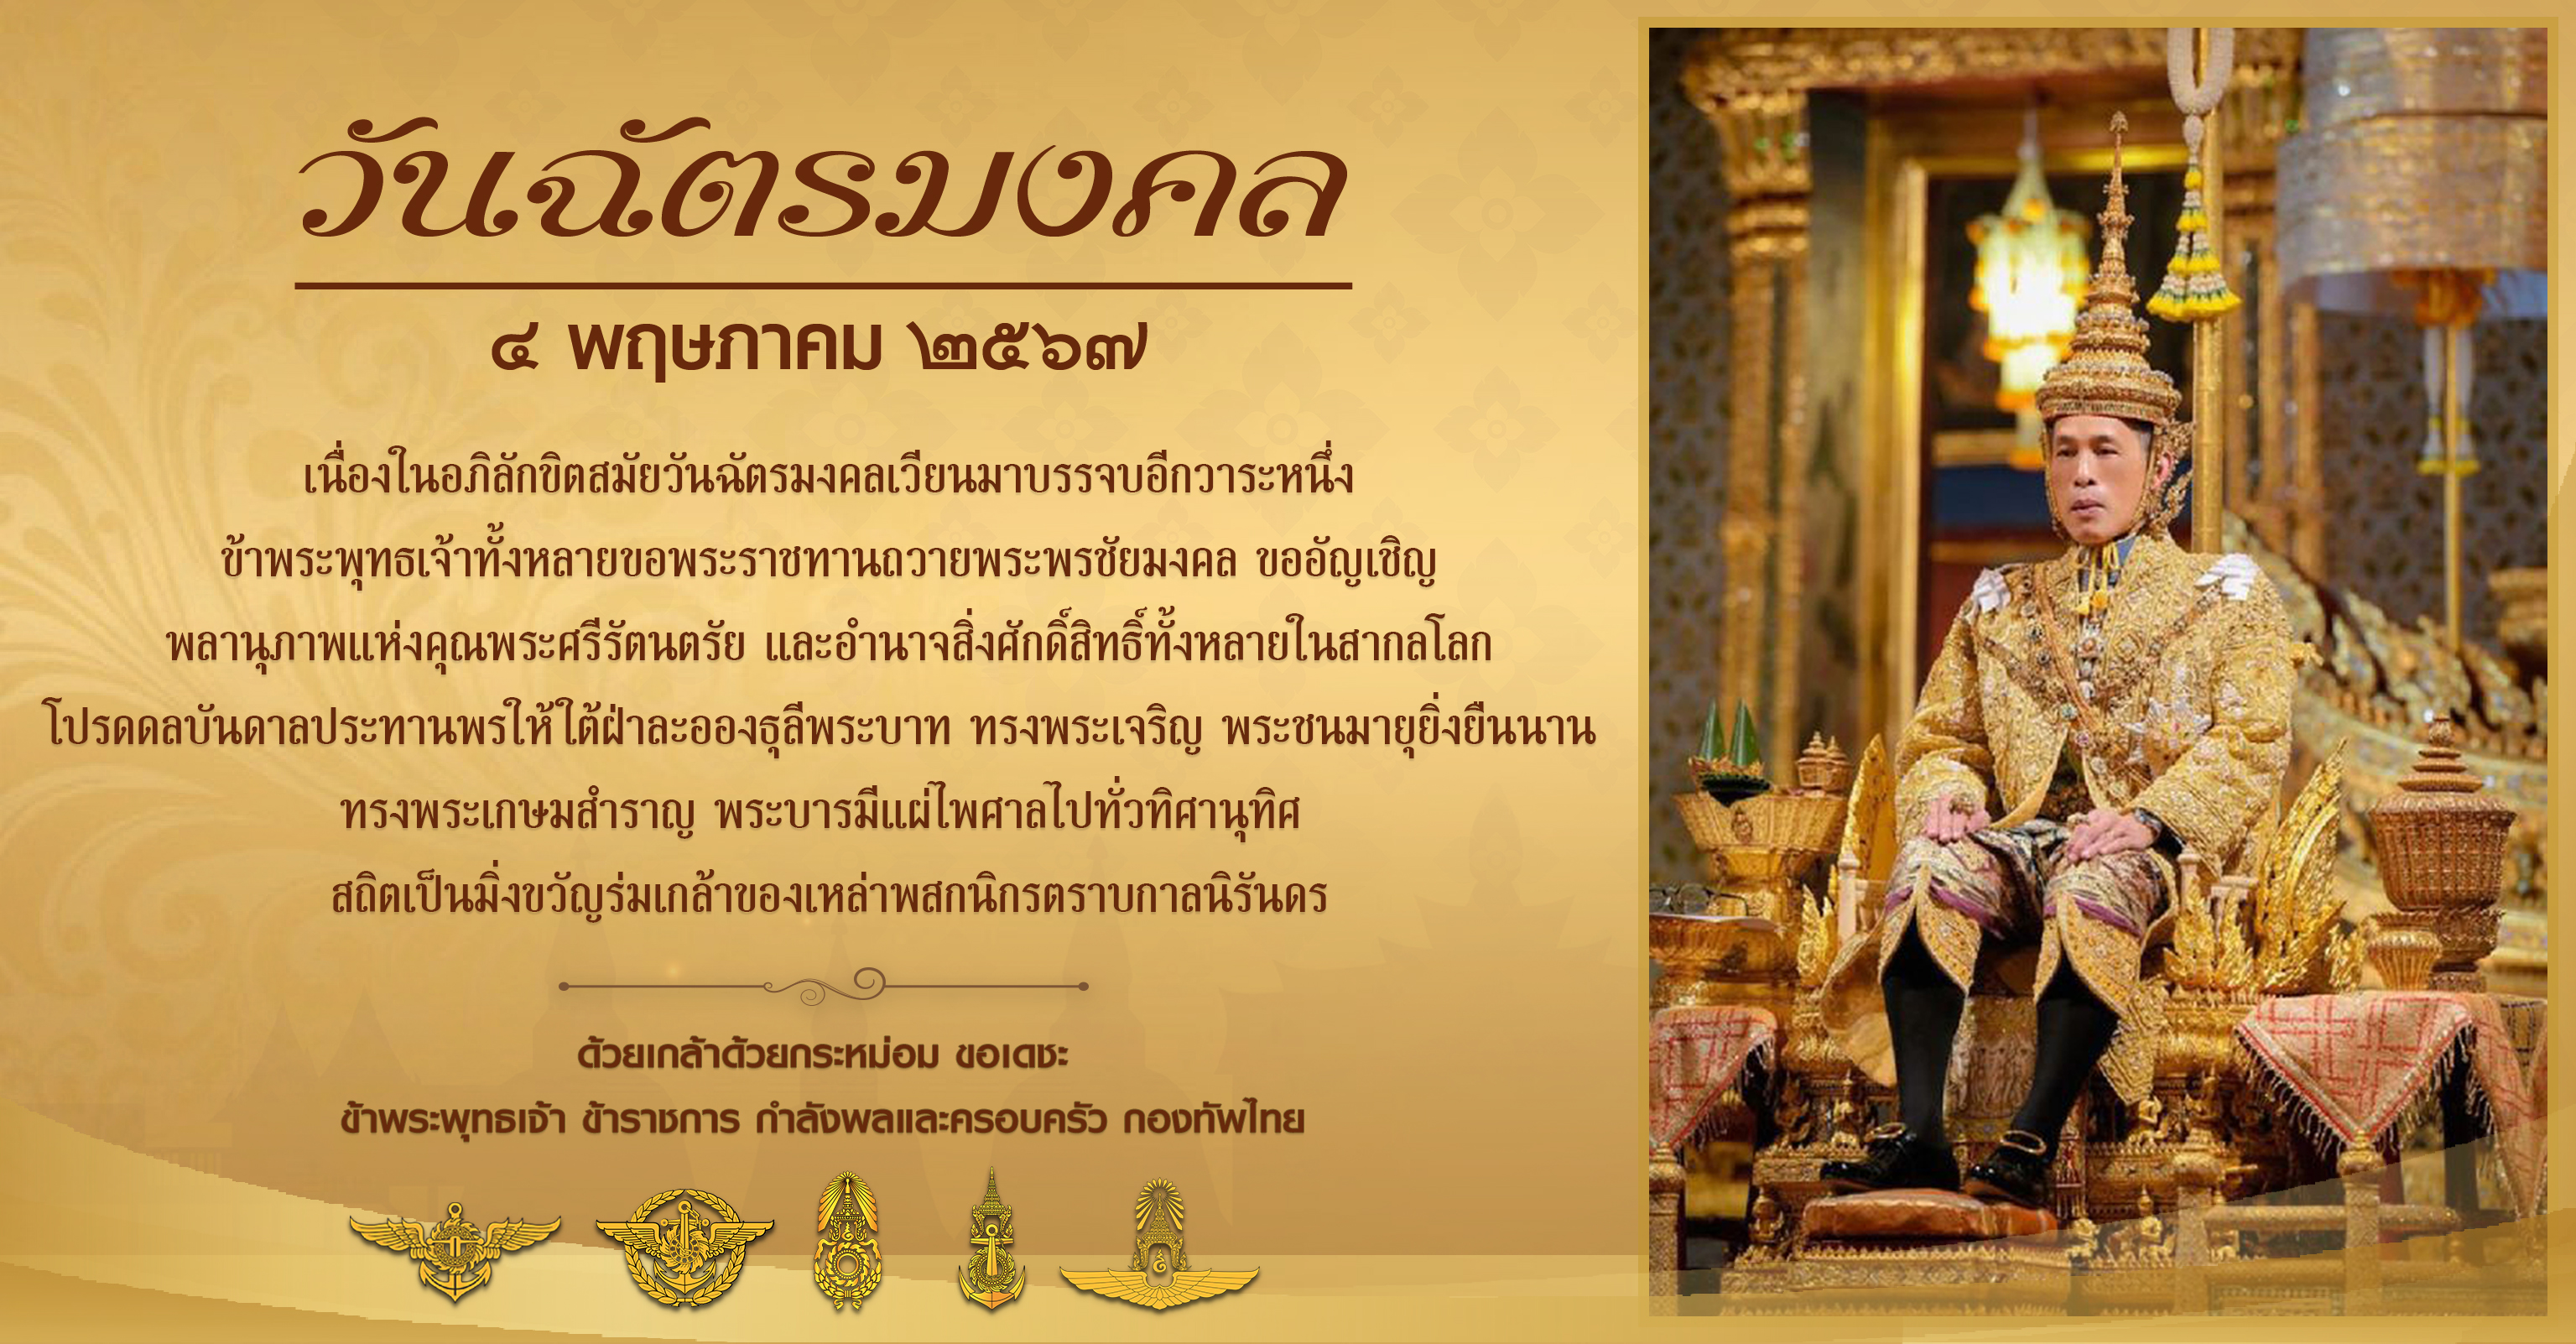 วันฉัตรมงคล
๔ พฤษภาคม ๒๕๖๗
เนื่องในอภิลักขิตสมัยวันฉัตรมงคลเวียนมาบรรจบอีกวาระหนึ่ง
ข้าพระพุทธเจ้าทั้งหลายขอพระราชทานถวายพระพรชัยมงคล ขออัญเชิญ
พลานุภาพแห่งคุณพระศรีรัตนตรัย และอำนาจสิ่งศักดิ์สิทธิ์ทั้งหลายในสากลโลก
โปรดดลบันดาลประทานพรให้ใต้ฝ่าละอองธุลีพระบาท ทรงพระเจริญ พระชนมายุยิ่งยืนนาน
ทรงพระเกษมสำราญ พระบารมีแผ่ไพศาลไปทั่วทิศานุทิศ
สถิตเป็นมิ่งขวัญร่มเกล้าของเหล่าพสกนิกรตราบกาลนิรันดร
ด้วยเกล้าด้วยกระหม่อม ขอเดชะ
ข้าพระพุทธเจ้า ข้าราชการ กำลังพลและครอบครัว กองทัพไทย